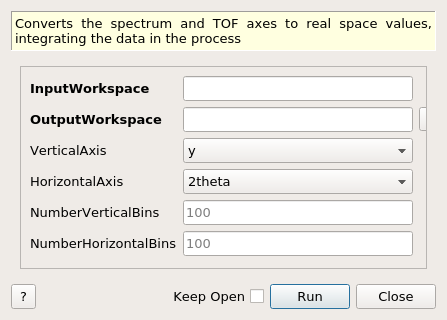 Converts the spectrum and TOF axes to real space values,
integrating the data in the process
InputWorkspace
OutputWorkspace
VerticalAxis y
HorizontalAxis 2theta
NumberVerticalBins 100
NumberHorizontalBins 100
? Keep Open Run Close